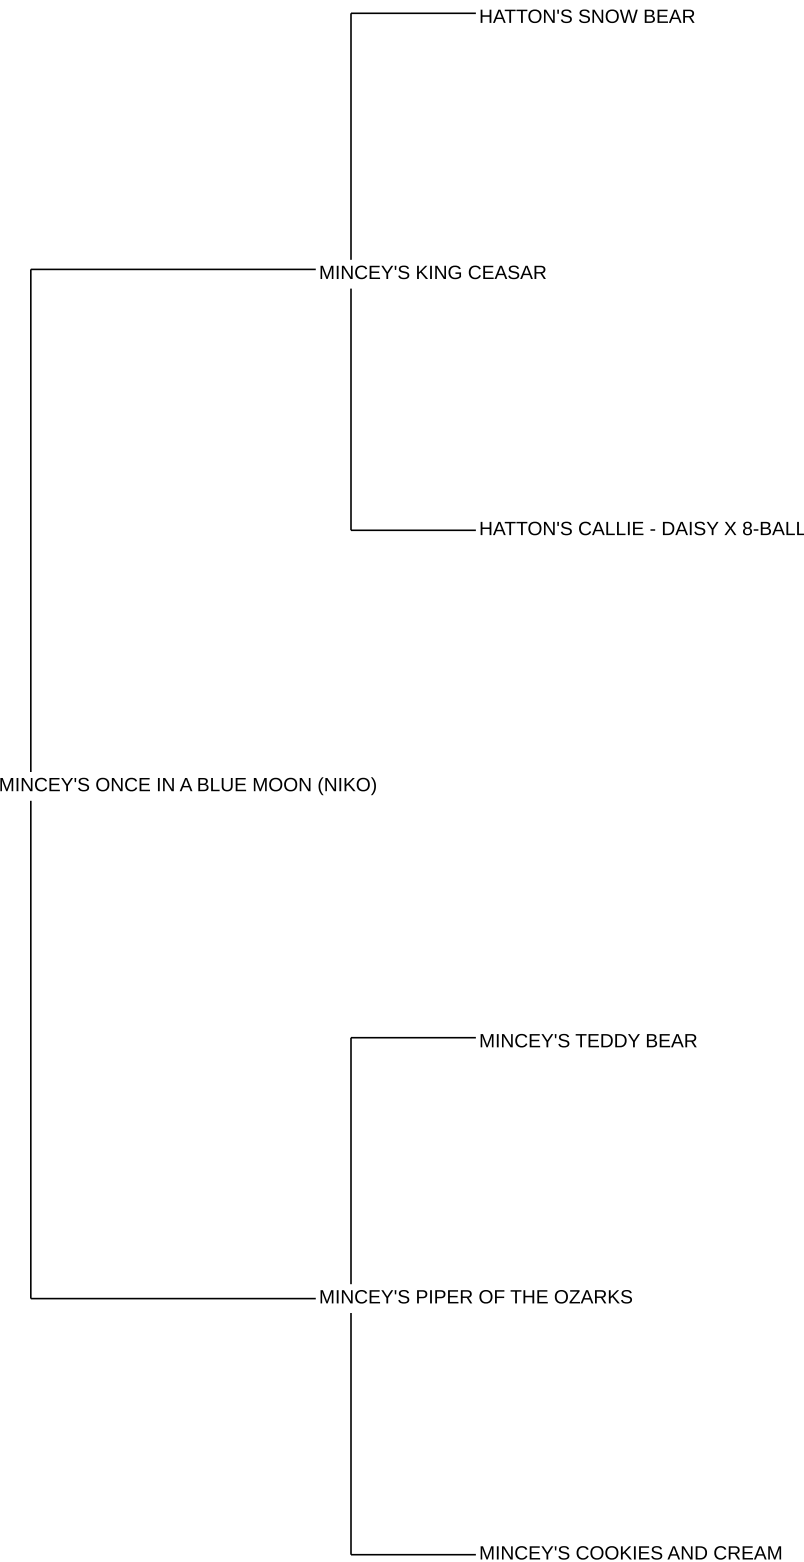 HATTON'S SNOW BEAR
MINCEY'S KING CEASAR
HATTON'S CALLIE - DAISY X 8-BALL
MINCEY'S ONCE IN A BLUE MOON (NIKO)
MINCEY'S TEDDY BEAR
MINCEY'S PIPER OF THE OZARKS
MINCEY'S COOKIES AND CREAM